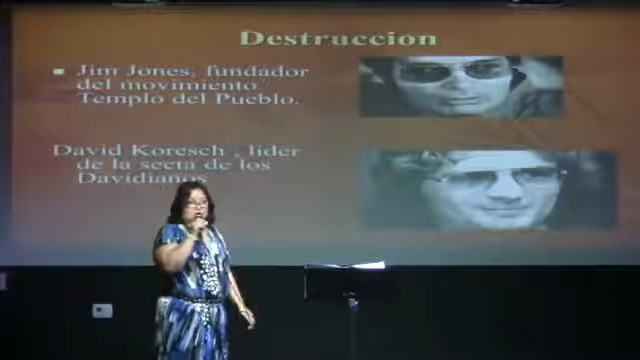 Destruccion
Jim Jones, fundador
del movimiento
Templo del Pueblo.
David Koresch , lider
de la secta de los
Davidianos